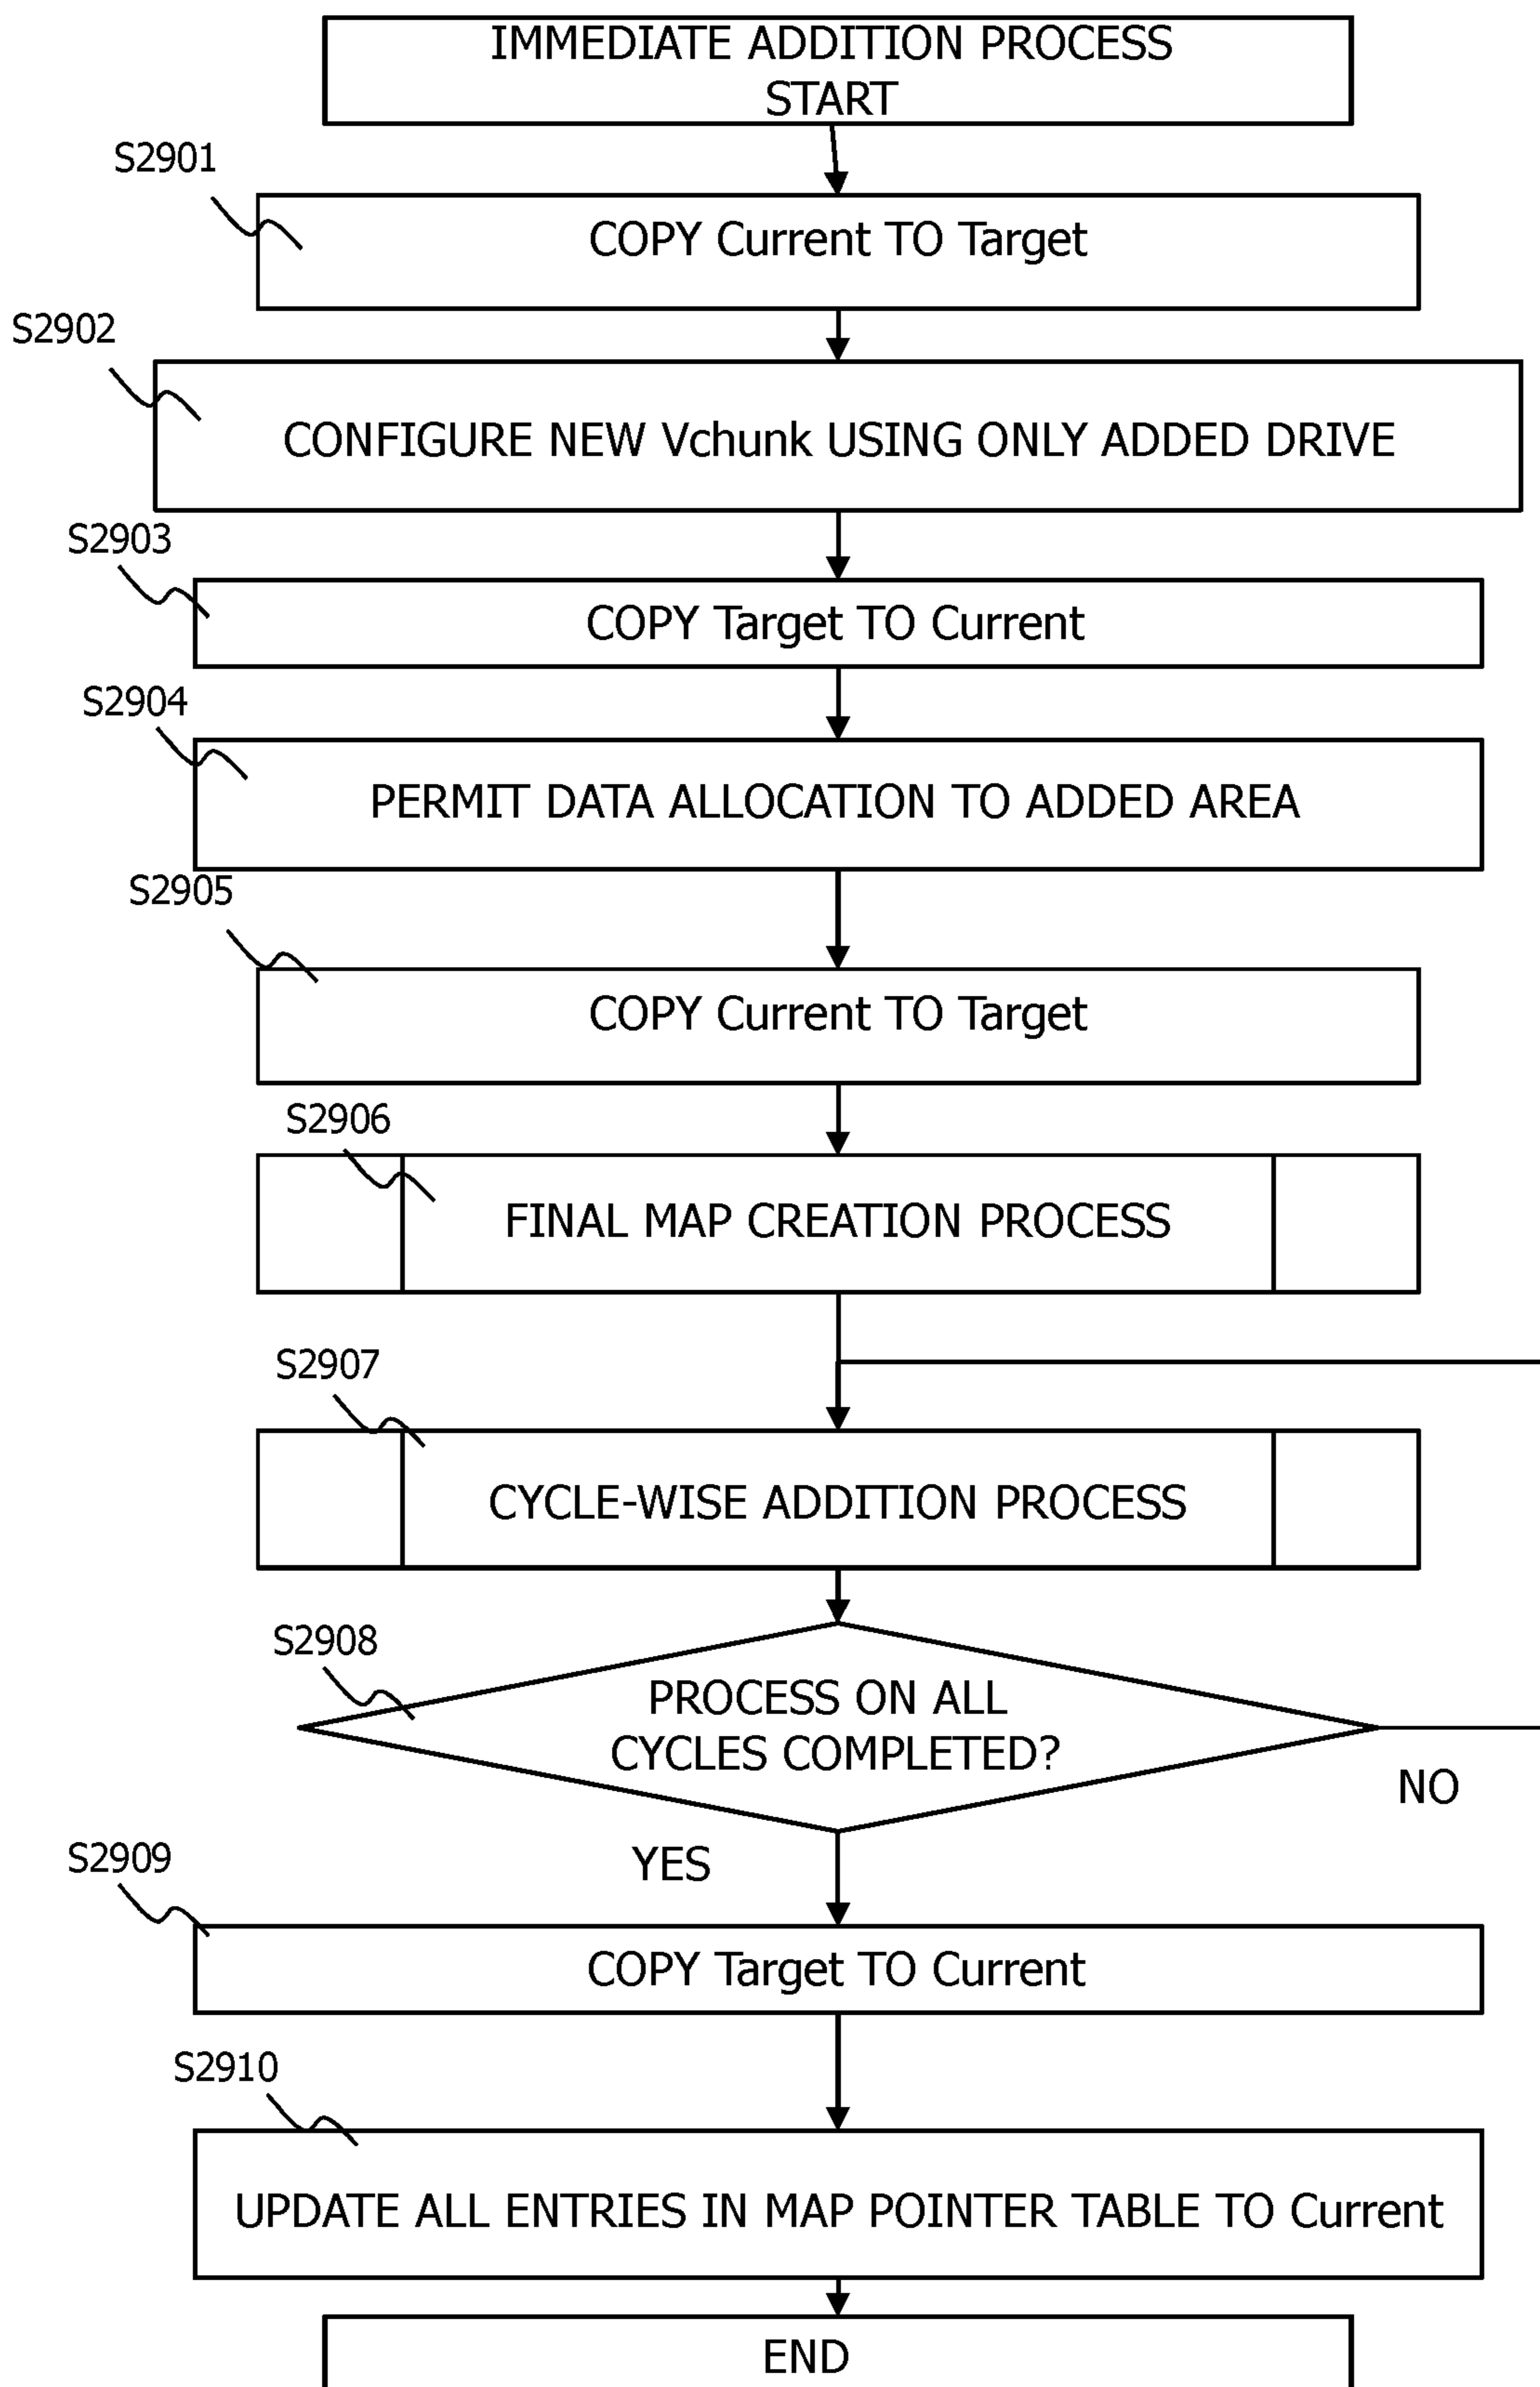 IMMEDIATE ADDITION PROCESS
START
S2901
COPY Current TO Target
S2902
CONFIGURE NEW Vchunk USING ONLY ADDED DRIVE
S2903
COPY Target TO Current
S2904
PERMIT DATA ALLOCATION TO ADDED AREA
S2905
COPY Current TO Target
S2906
FINAL MAP CREATION PROCESS
S2907
CYCLE-WISE ADDITION PROCESS
S2908
PROCESS ON ALL
CYCLES COMPLETED?
NO
YES
S2909
COPY Target TO Current
S2910
UPDATE ALL ENTRIES IN MAP POINTER TABLE TO Current
END